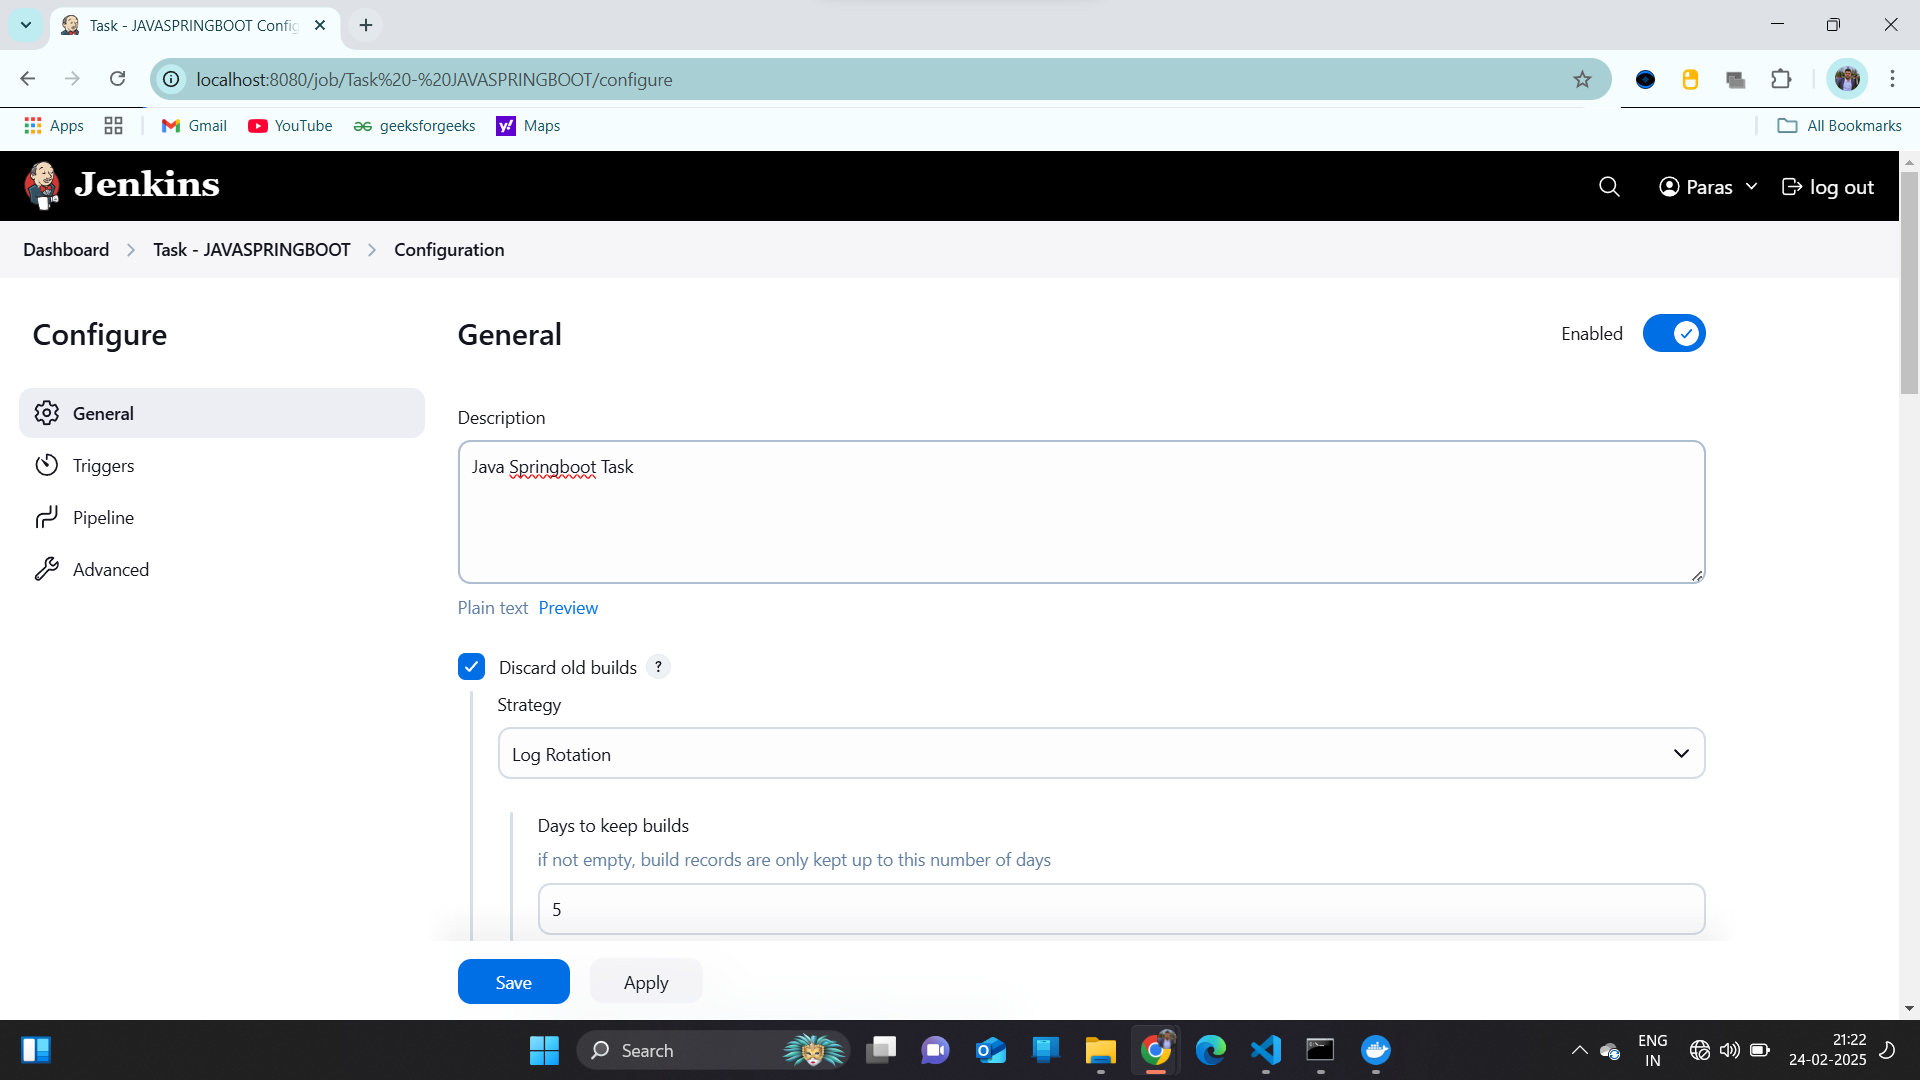 Task - JAVASPRINGBOOT Config
localhost:8080/job/Task%20-%20JAVASPRINGBOOT/configure
Apps
Gmail
YouTube
geeksforgeeks
Maps
All Bookmarks
Jenkins
Paras
log out
Dashboard
Task - JAVASPRINGBOOT
Configuration
Configure
General
Triggers
Pipeline
Advanced
General
Enabled
Description
Java Springboot Task
Plain text Preview
Discard old builds ?
Strategy
Log Rotation
Days to keep builds
if not empty, build records are only kept up to this number of days
5
Save
Apply
Search
ENG
IN
21:22
24-02-2025